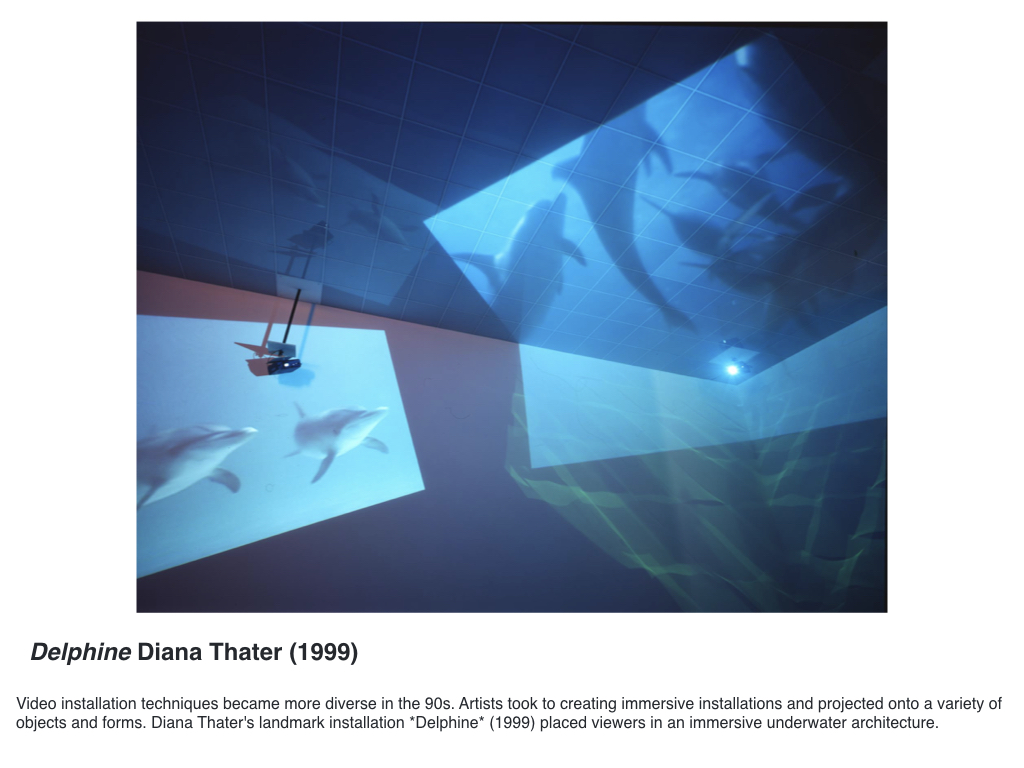 Delphine Diana Thater (1999)
Video installation techniques became more diverse in the 90s. Artists took to creating immersive installations and projected onto a variety of
objects and forms. Diana Thater's landmark installation *Delphine* (1999) placed viewers in an immersive underwater architecture.